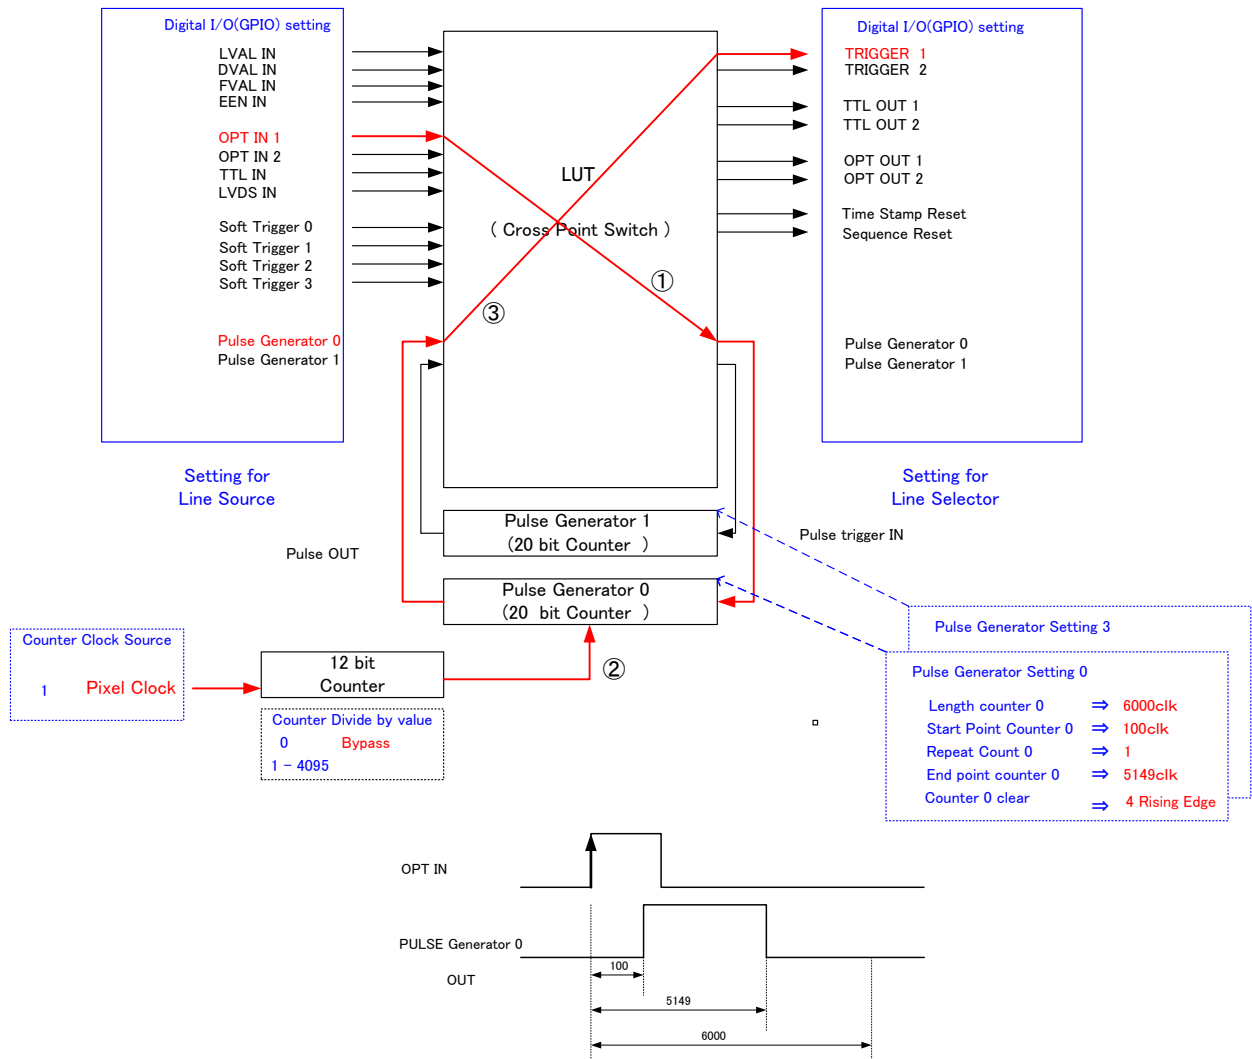 Digital I/O(GPIO) setting
LVAL IN
DVAL IN
FVAL IN
EEN IN
OPT IN 1
OPT IN 2
TTL IN
LVDS IN
Soft Trigger 0
Soft Trigger 1
Soft Trigger 2
Soft Trigger 3
Pulse Generator 0
Pulse Generator 1
Setting for
Line Source
LUT
( Cross Point Switch )
①
③
Digital I/O(GPIO) setting
TRIGGER 1
TRIGGER 2
TTL OUT 1
TTL OUT 2
OPT OUT 1
OPT OUT 2
Time Stamp Reset
Sequence Reset
Pulse Generator 0
Pulse Generator 1
Setting for
Line Selector
Pulse Generator 1
(20 bit Counter )
Pulse OUT
Pulse trigger IN
Pulse Generator 0
(20 bit Counter )
②
Counter Clock Source
1 Pixel Clock
12 bit
Counter
Counter Divide by value
0 Bypass
1 - 4095
Pulse Generator Setting 3
Pulse Generator Setting 0
Length counter 0 ⇒ 6000clk
Start Point Counter 0 ⇒ 100clk
Repeat Count 0 ⇒ 1
End point counter 0 ⇒ 5149clk
Counter 0 clear ⇒ 4 Rising Edge
OPT IN
PULSE Generator 0
OUT
100
5149
6000